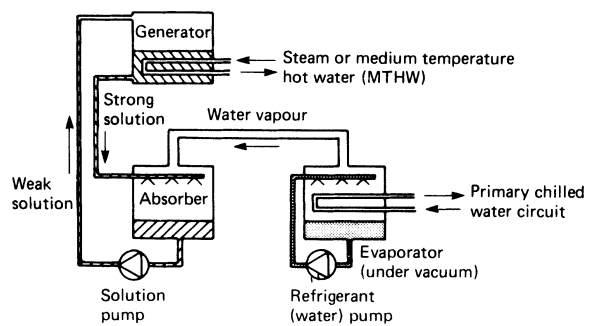 Generator
Steam or medium temperature
hot water (MTHW)
Strong
solution
Water vapour
Weak
solution
Absorber
Primary chilled
water circuit
Evaporator
(under vacuum)
Solution
pump
Refrigerant
(water) pump